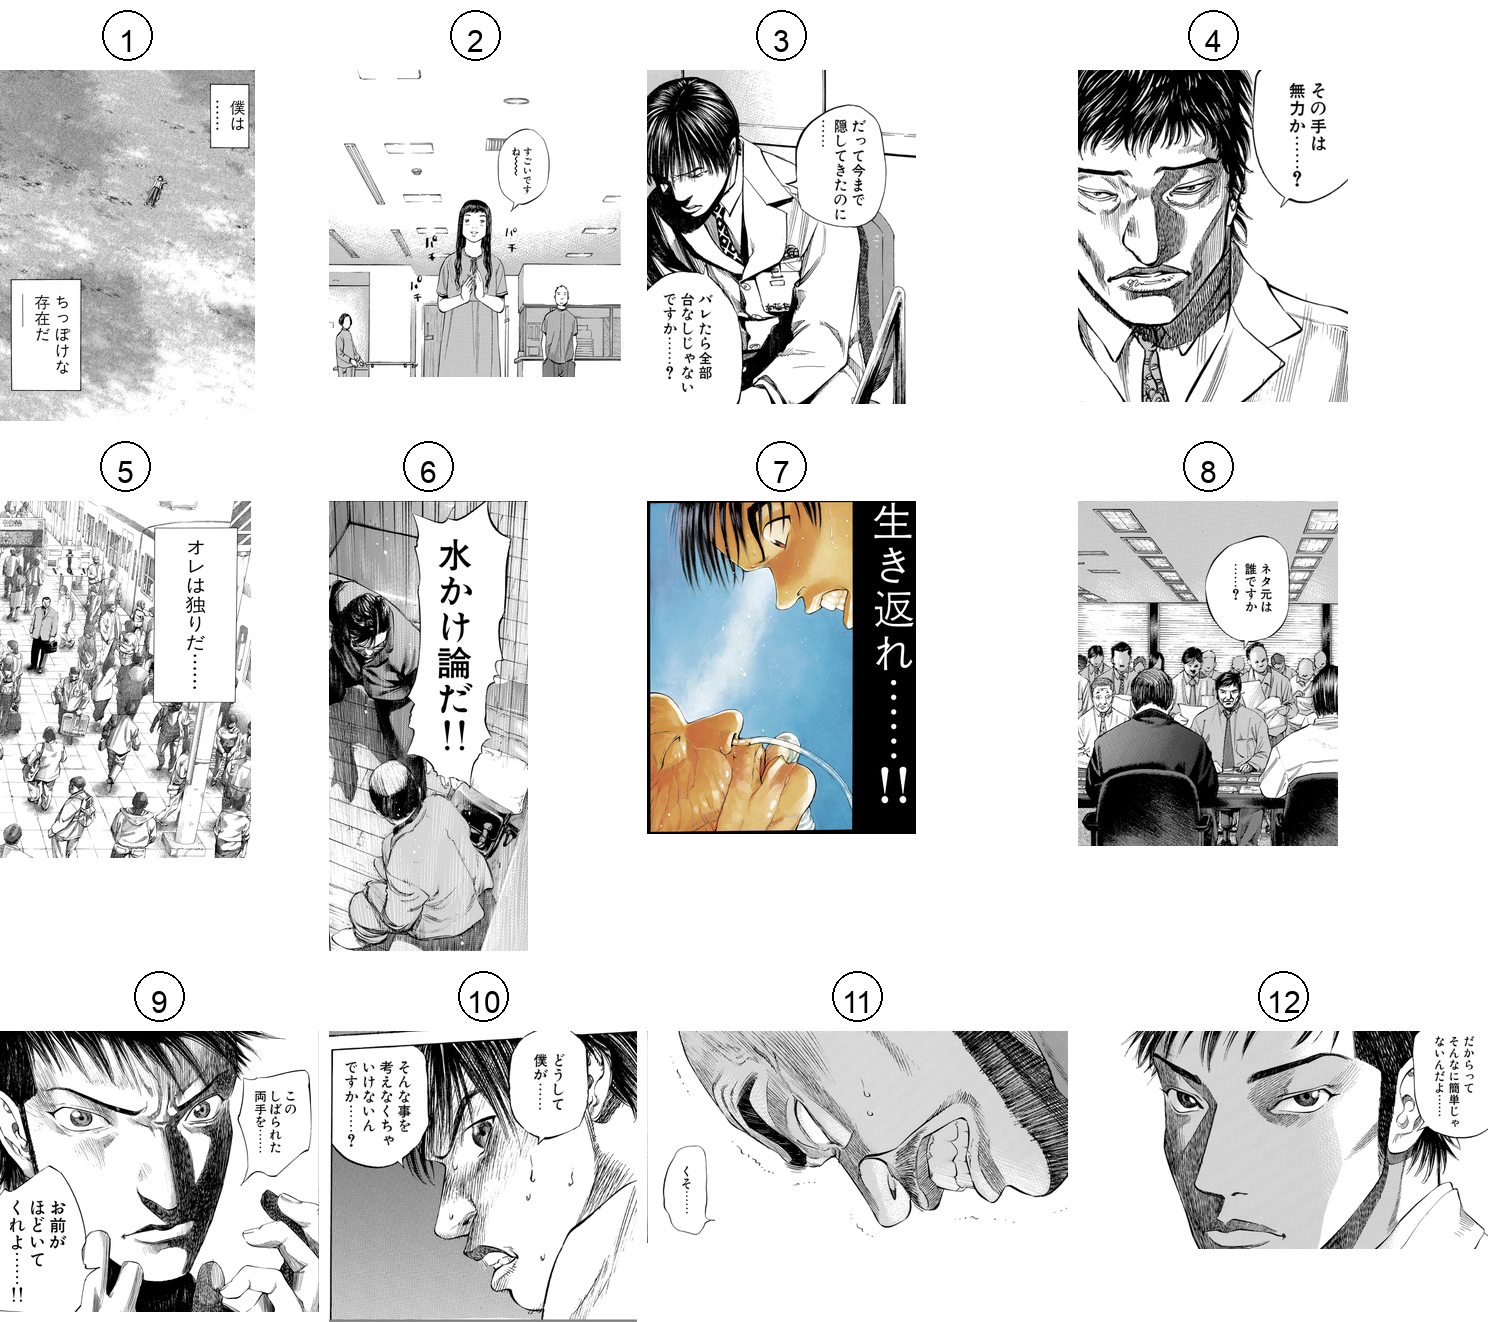 1
僕は
……
ちっぽけな
存在だ
――
2
すごいです
ね〜〜
パチ
パチ
パチ
3
だって今まで
隠してきたのに
……
バレたら全部
台なしじゃない
ですか……？
4
その手は
無力か……？
5
オレは独りだ……
6
水かけ論だ!!
7
生き返れ……!!
8
ネタ元は
誰ですか
……？
9
この
しばられた
両手を……
お前が
ほどいて
くれよ……!!
10
どうして
僕が……
そんな事を
考えなくちゃ
いけないん
ですか……？
11
くそ……
12
だからって
そんなに簡単じゃ
ないんだよ……